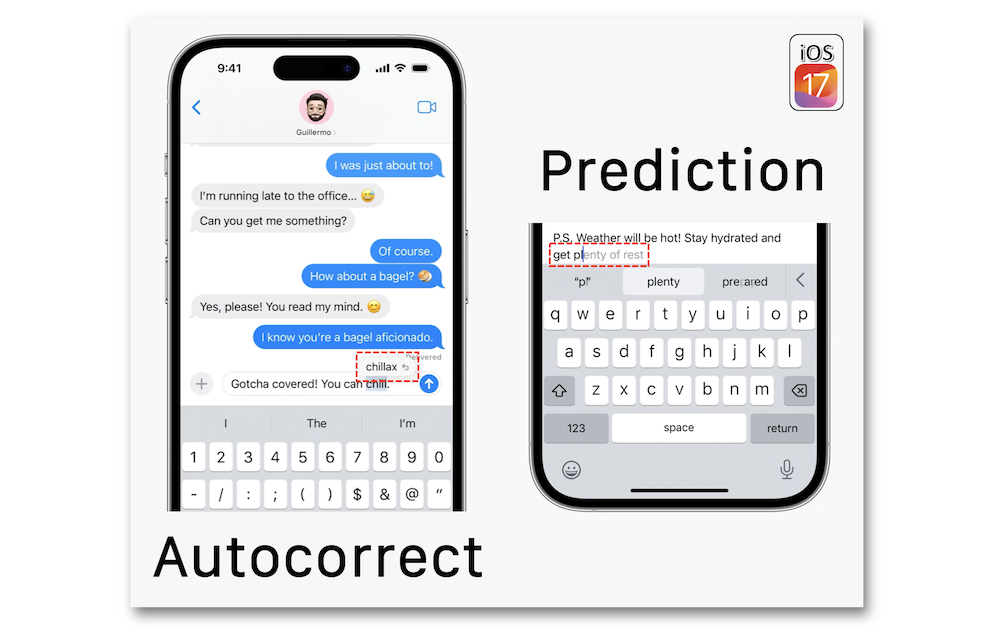 iOS
17
9:41
Guillermo
I was just about to!
I'm running late to the office... 😅
Can you get me something?
Of course.
How about a bagel? 🥯
Yes, please! You read my mind. 😊
I know you're a bagel aficionado.
Delivered
chillax
Gotcha covered! You can chill.
I The I'm
1 2 3 4 5 6 7 8 9 0
- / : ; ( ) $ & @ "
Autocorrect
Prediction
P.S. Weather will be hot! Stay hydrated and
get plenty of rest
“pl” plenty prepared
q w e r t y u i o p
a s d f g h j k l
z x c v b n m
123 space return